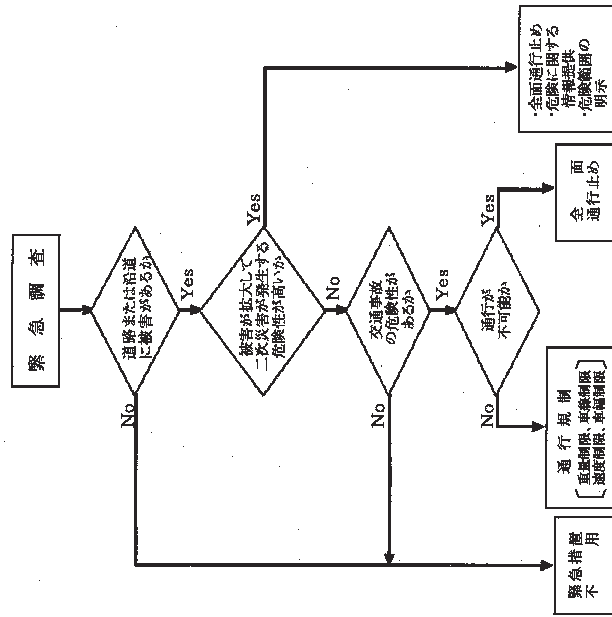 緊急調査
道路または沿道
に被害があるか
Yes
No
被害が拡大して
二次災害が発生する
危険性が高いか
Yes
No
交通事故
の危険性が
あるか
No
Yes
通行が
不可能か
No
Yes
緊急措置
不用
通行規制
重量制限、車線制限
速度制限、車幅制限
全面
通行止め
・全面通行止め
・危険に関する
情報提供
・危険範囲の
明示